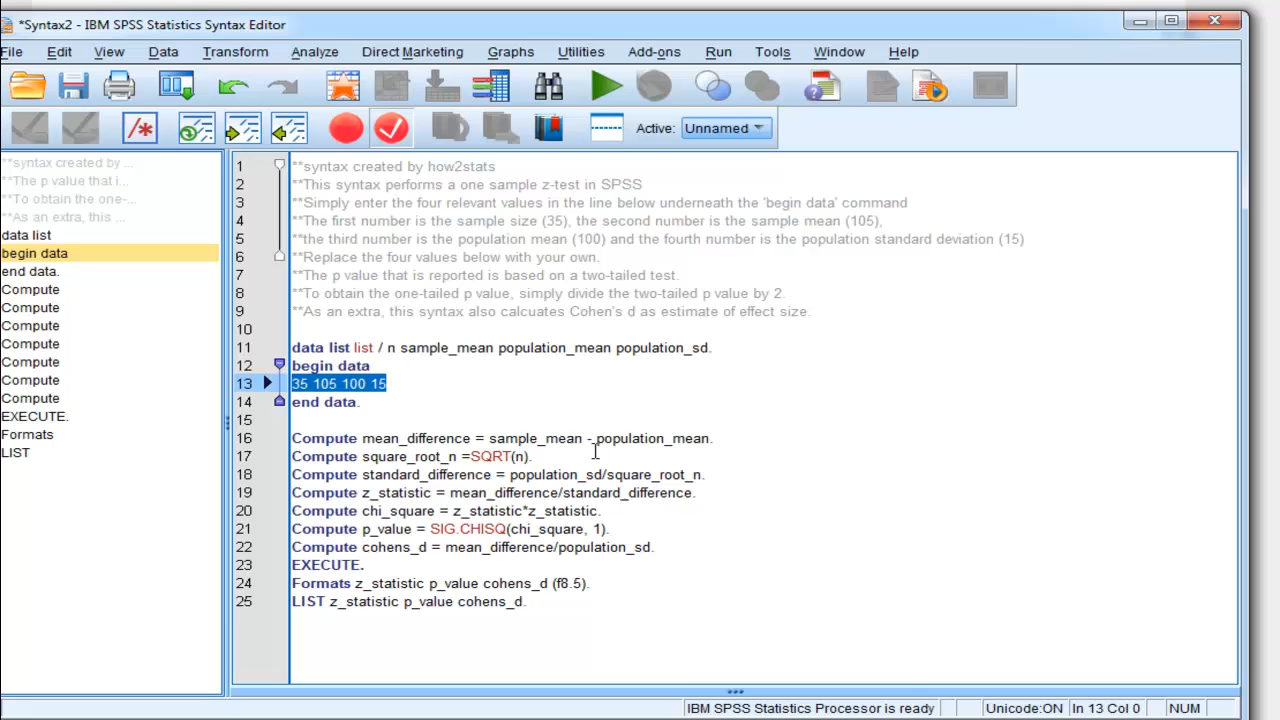 *Syntax2 - IBM SPSS Statistics Syntax Editor
File Edit View Data Transform Analyze Direct Marketing Graphs Utilities Add-ons Run Tools Window Help
/*
Active: Unnamed
**syntax created by ...
**The p value that i...
**To obtain the one-...
**As an extra, this ...
data list
begin data
end data.
Compute
Compute
Compute
Compute
Compute
Compute
Compute
EXECUTE.
Formats
LIST
1 **syntax created by how2stats
2 **This syntax performs a one sample z-test in SPSS
3 **Simply enter the four relevant values in the line below underneath the 'begin data' command
4 **The first number is the sample size (35), the second number is the sample mean (105),
5 **the third number is the population mean (100) and the fourth number is the population standard deviation (15)
6 **Replace the four values below with your own.
7 **The p value that is reported is based on a two-tailed test.
8 **To obtain the one-tailed p value, simply divide the two-tailed p value by 2.
9 **As an extra, this syntax also calcuates Cohen's d as estimate of effect size.
10
11 data list list / n sample_mean population_mean population_sd.
12 begin data
13 35 105 100 15
14 end data.
15
16 Compute mean_difference = sample_mean - population_mean.
17 Compute square_root_n =SQRT(n).
18 Compute standard_difference = population_sd/square_root_n.
19 Compute z_statistic = mean_difference/standard_difference.
20 Compute chi_square = z_statistic*z_statistic.
21 Compute p_value = SIG.CHISQ(chi_square, 1).
22 Compute cohens_d = mean_difference/population_sd.
23 EXECUTE.
24 Formats z_statistic p_value cohens_d (f8.5).
25 LIST z_statistic p_value cohens_d.
IBM SPSS Statistics Processor is ready Unicode:ON In 13 Col 0 NUM